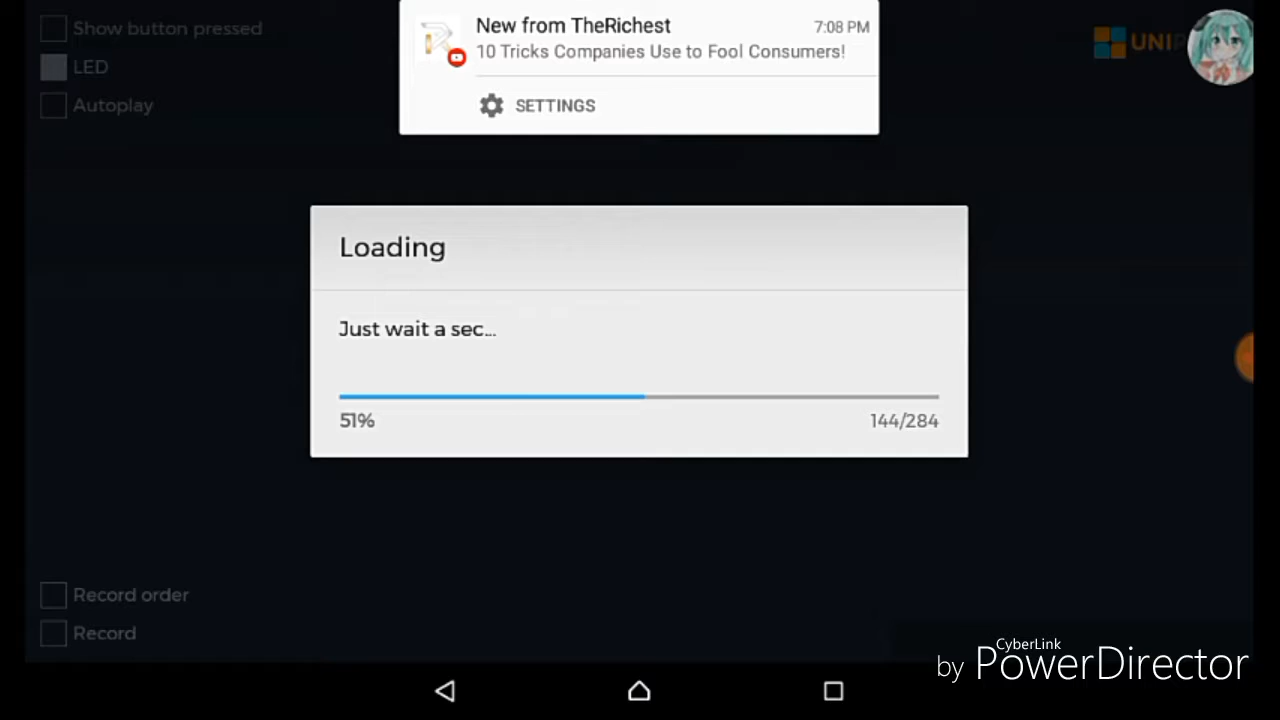 Show button pressed
LED
Autoplay
New from TheRichest
7:08 PM
10 Tricks Companies Use to Fool Consumers!
SETTINGS
UNI
Loading
Just wait a sec...
51%
144/284
Record order
Record
CyberLink
by PowerDirector